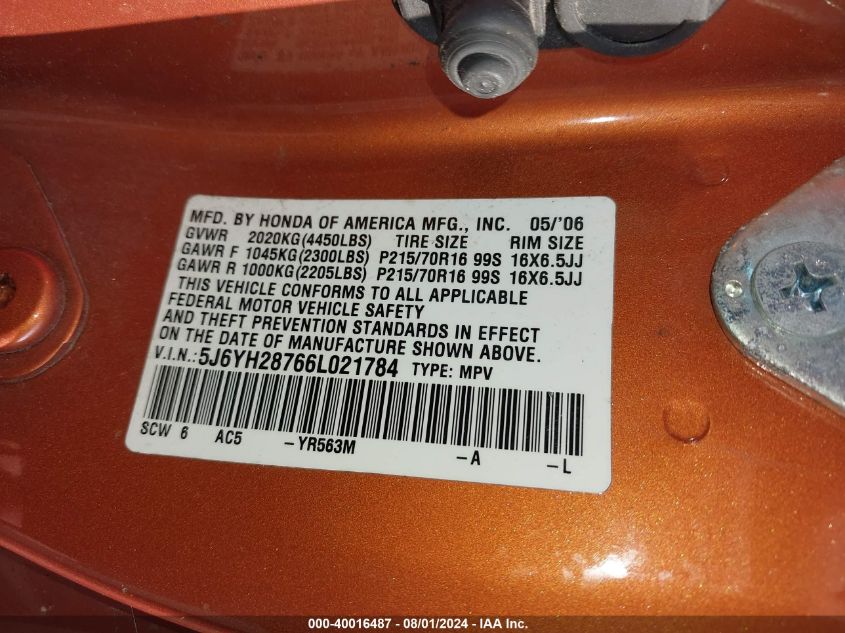 MFD. BY HONDA OF AMERICA MFG., INC. 05/'06
GVWR 2020KG(4450LBS) TIRE SIZE RIM SIZE
GAWR F 1045KG(2300LBS) P215/70R16 99S 16X6.5JJ
GAWR R 1000KG(2205LBS) P215/70R16 99S 16X6.5JJ
THIS VEHICLE CONFORMS TO ALL APPLICABLE
FEDERAL MOTOR VEHICLE SAFETY
AND THEFT PREVENTION STANDARDS IN EFFECT
ON THE DATE OF MANUFACTURE SHOWN ABOVE.
V.I.N.: 5J6YH28766L021784 TYPE: MPV
SCW 6 AC5 -YR563M -A -L
000-40016487 - 08/01/2024 - IAA Inc.